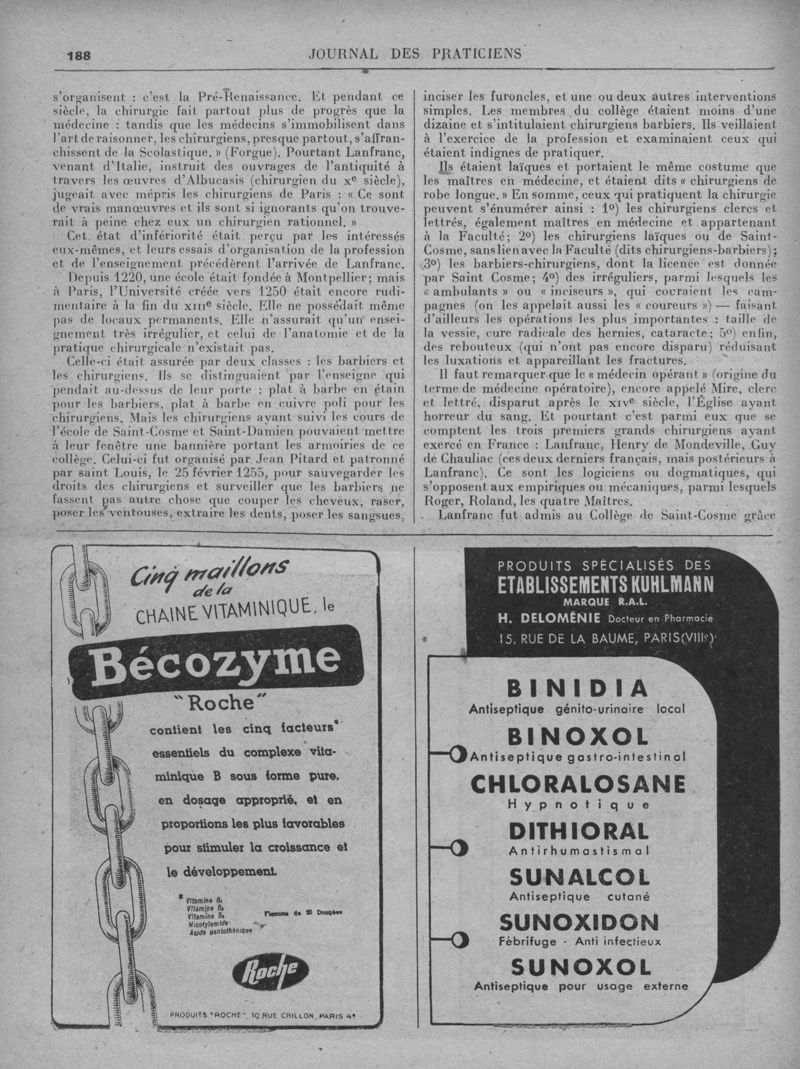 188
JOURNAL DES PRATICIENS
s'organisent : c'est la Pré-Renaissance. Et pendant ce
siècle, la chirurgie fait partout plus de progrès que la
médecine : tandis que les médecins s'immobilisent dans
l'art de raisonner, les chirurgiens, presque partout, s'affran-
chissent de la Scolastique. » (Forgue). Pourtant Lanfranc,
venant d'Italie, instruit des ouvrages de l'antiquité à
travers les œuvres d'Albucasis (chirurgien du xe siècle),
jugeait avec mépris les chirurgiens de Paris : « Ce sont
de vrais manœuvres et ils sont si ignorants qu'on trouve-
rait à peine chez eux un chirurgien rationnel. »
Cet état d'infériorité était perçu par les intéressés
eux-mêmes, et leurs essais d'organisation de la profession
et de l'enseignement précédèrent l'arrivée de Lanfranc.
Depuis 1220, une école était fondée à Montpellier; mais
à Paris, l'Université créée vers 1250 était encore rudi-
mentaire à la fin du XIIIe siècle. Elle ne possédait même
pas de locaux permanents. Elle n'assurait qu'un ensei-
gnement très irrégulier, et celui de l'anatomie et de la
pratique chirurgicale n'existait pas.
Celle-ci était assurée par deux classes : les barbiers et
les chirurgiens. Ils se distinguaient par l'enseigne qui
pendait au-dessus de leur porte : plat à barbe en étain
pour les barbiers, plat à barbe en cuivre poli pour les
chirurgiens. Mais les chirurgiens ayant suivi les cours de
l'école de Saint-Cosme et Saint-Damien pouvaient mettre
à leur fenêtre une bannière portant les armoiries de ce
collège. Celui-ci fut organisé par Jean Pitard et patronné
par saint Louis, le 25 février 1255, pour sauvegarder les
droits des chirurgiens et surveiller que les barbiers ne
fassent pas autre chose que couper les cheveux, raser,
poser les ventouses, extraire les dents, poser les sangsues,
inciser les furoncles, et une ou deux autres interventions
simples. Les membres du collège étaient moins d'une
dizaine et s'intitulaient chirurgiens barbiers. Ils veillaient
à l'exercice de la profession et examinaient ceux qui
étaient indignes de pratiquer.
Ils étaient laïques et portaient le même costume que
les maîtres en médecine, et étaient dits « chirurgiens de
robe longue. » En somme, ceux qui pratiquent la chirurgie
peuvent s'énumérer ainsi : 1o) les chirurgiens clercs et
lettrés, également maîtres en médecine et appartenant
à la Faculté; 2o) les chirurgiens laïques ou de Saint-
Cosme, sans lien avec la Faculté (dits chirurgiens-barbiers);
3o) les barbiers-chirurgiens, dont la licence est donnée
par Saint Cosme; 4o) des irréguliers, parmi lesquels les
« ambulants » ou « inciseurs », qui couraient les cam-
pagnes (on les appelait aussi les « coureurs ») — faisant
d'ailleurs les opérations les plus importantes : taille de
la vessie, cure radicale des hernies, cataracte; 5o) enfin,
des rebouteux (qui n'ont pas encore disparu) réduisant
les luxations et appareillant les fractures.
Il faut remarquer que le « médecin opérant » (origine du
terme de médecine opératoire), encore appelé Mire, clerc
et lettré, disparut après le XIVe siècle, l'Église ayant
horreur du sang. Et pourtant c'est parmi eux que se
comptent les trois premiers grands chirurgiens ayant
exercé en France : Lanfranc, Henry de Mondeville, Guy
de Chauliac (ces deux derniers français, mais postérieurs à
Lanfranc). Ce sont les logiciens ou dogmatiques, qui
s'opposent aux empiriques ou mécaniques, parmi lesquels
Roger, Roland, les quatre Maîtres.
Lanfranc fut admis au Collège de Saint-Cosme grâce
Cinq maillons
de la
CHAINE VITAMINIQUE, le
Bécozyme
"Roche"
contient les cinq facteurs*
essentiels du complexe vita-
minique B sous forme pure,
en dosage approprié, et en
proportions les plus favorables
pour stimuler la croissance et
le développement
* Vitamine B1
Vitamine B2
Vitamine B6
Nicotylamide
Acide pantothénique
Flacons de 20 Dragées
Roche
PRODUITS "ROCHE", 10 RUE CRILLON, PARIS 4e
PRODUITS SPÉCIALISÉS DES
ETABLISSEMENTS KUHLMANN
MARQUE R.A.L.
H. DELOMÉNIE Docteur en Pharmacie
15, RUE DE LA BAUME, PARIS (VIIIe)
BINIDIA
Antiseptique génito-urinaire local
BINOXOL
Antiseptique gastro-intestinal
CHLORALOSANE
Hypnotique
DITHIORAL
Antirhumatismal
SUNALCOL
Antiseptique cutané
SUNOXIDON
Fébrifuge · Anti infectieux
SUNOXOL
Antiseptique pour usage externe